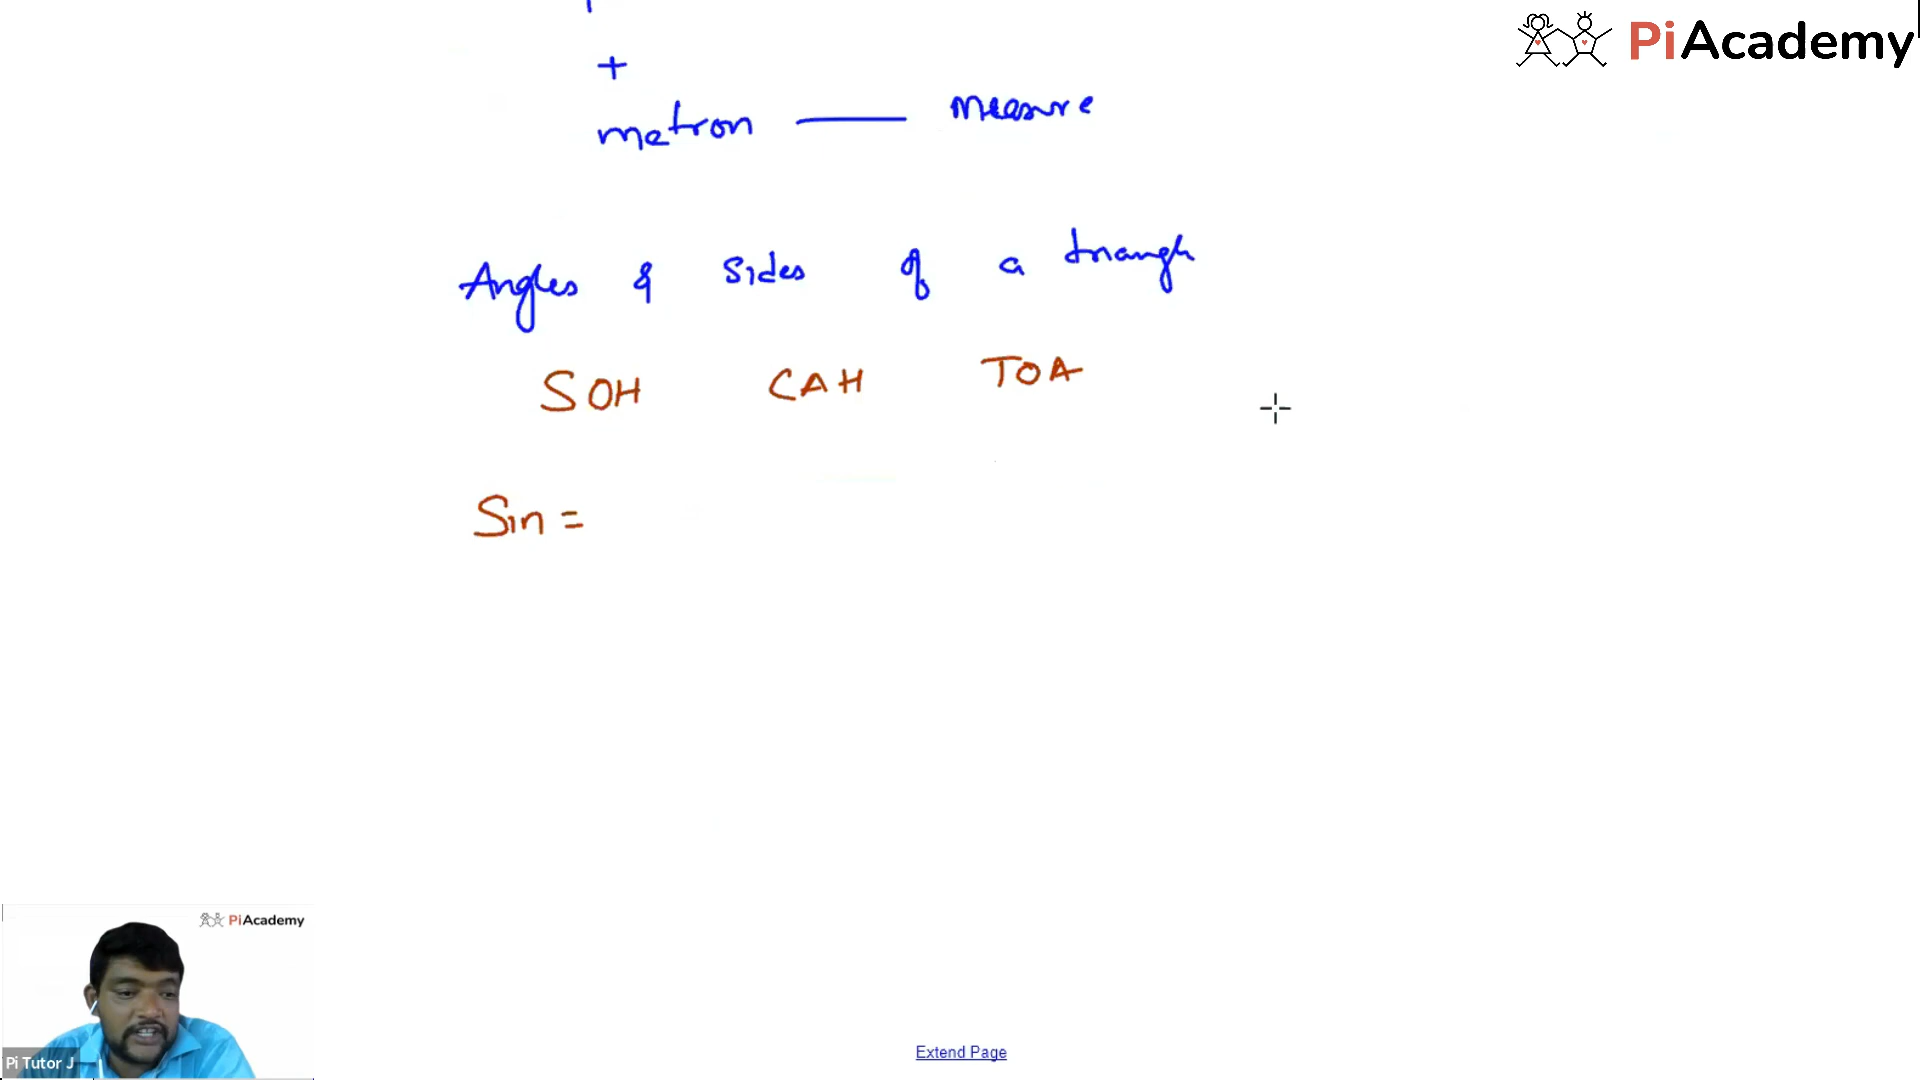 PiAcademy
+
metron — measure
Angles & Sides of a triangle
SOH CAH TOA
Sin =
PiAcademy
Pi Tutor J
Extend Page